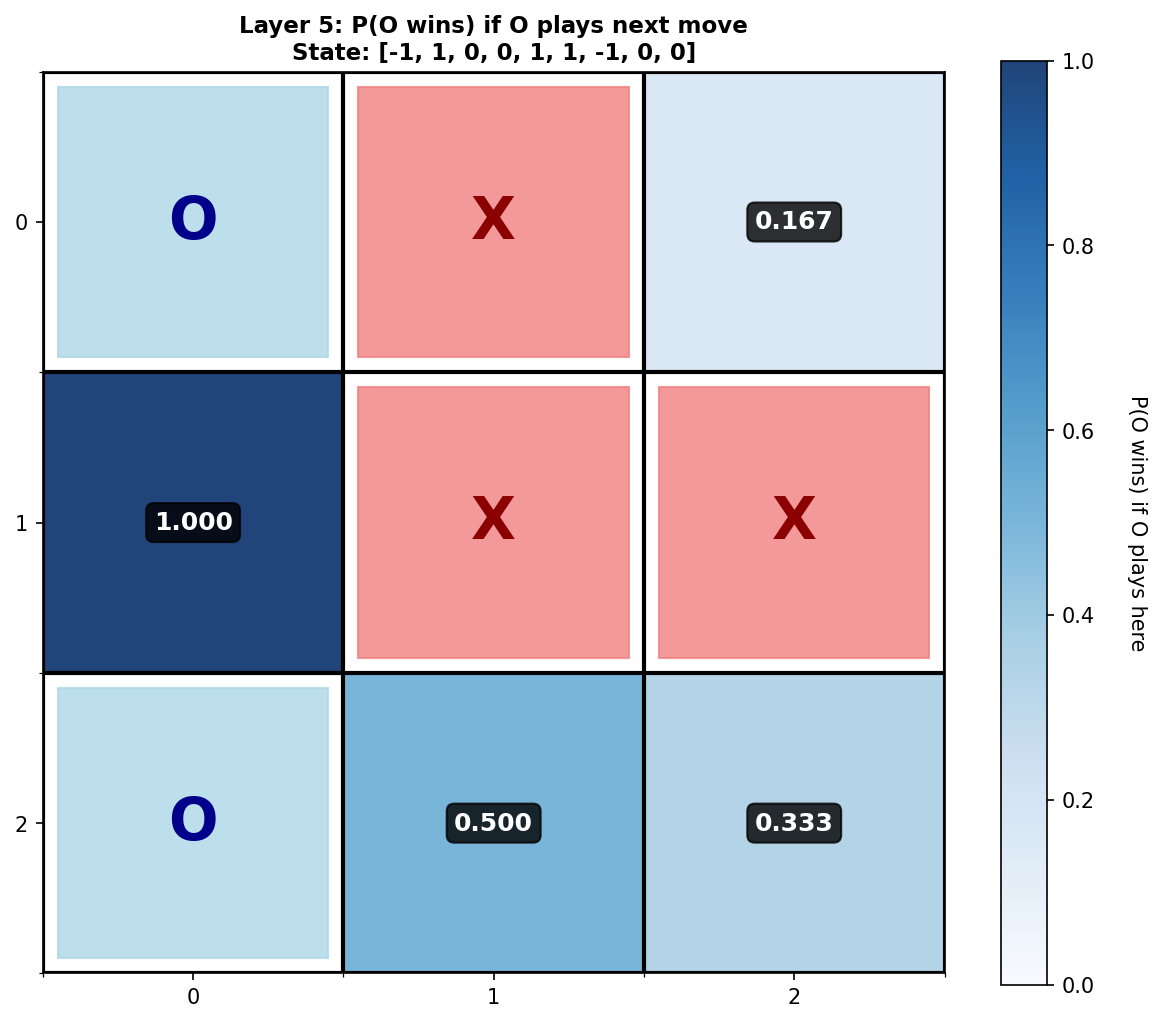 Layer 5: P(O wins) if O plays next move
State: [-1, 1, 0, 0, 1, 1, -1, 0, 0]
O
X
0.167
1.000
X
X
O
0.500
0.333
0
1
2
0
1
2
1.0
0.8
0.6
0.4
0.2
0.0
P(O wins) if O plays here